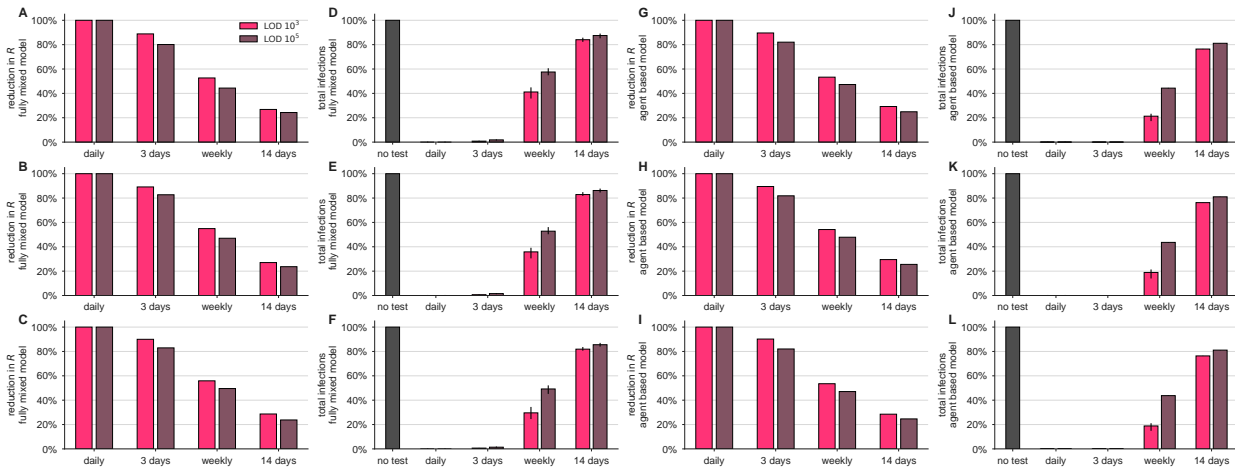 A
reduction in R
fully mixed model
100%
80%
60%
40%
20%
0%
daily
3 days
weekly
14 days
LOD 10³
LOD 10⁵
D
total infections
fully mixed model
100%
80%
60%
40%
20%
0%
no test
daily
3 days
weekly
14 days
G
reduction in R
agent based model
100%
80%
60%
40%
20%
0%
daily
3 days
weekly
14 days
J
total infections
agent based model
100%
80%
60%
40%
20%
0%
no test
daily
3 days
weekly
14 days
B
reduction in R
fully mixed model
100%
80%
60%
40%
20%
0%
daily
3 days
weekly
14 days
E
total infections
fully mixed model
100%
80%
60%
40%
20%
0%
no test
daily
3 days
weekly
14 days
H
reduction in R
agent based model
100%
80%
60%
40%
20%
0%
daily
3 days
weekly
14 days
K
total infections
agent based model
100%
80%
60%
40%
20%
0%
no test
daily
3 days
weekly
14 days
C
reduction in R
fully mixed model
100%
80%
60%
40%
20%
0%
daily
3 days
weekly
14 days
F
total infections
fully mixed model
100%
80%
60%
40%
20%
0%
no test
daily
3 days
weekly
14 days
I
reduction in R
agent based model
100%
80%
60%
40%
20%
0%
daily
3 days
weekly
14 days
L
total infections
agent based model
100%
80%
60%
40%
20%
0%
no test
daily
3 days
weekly
14 days